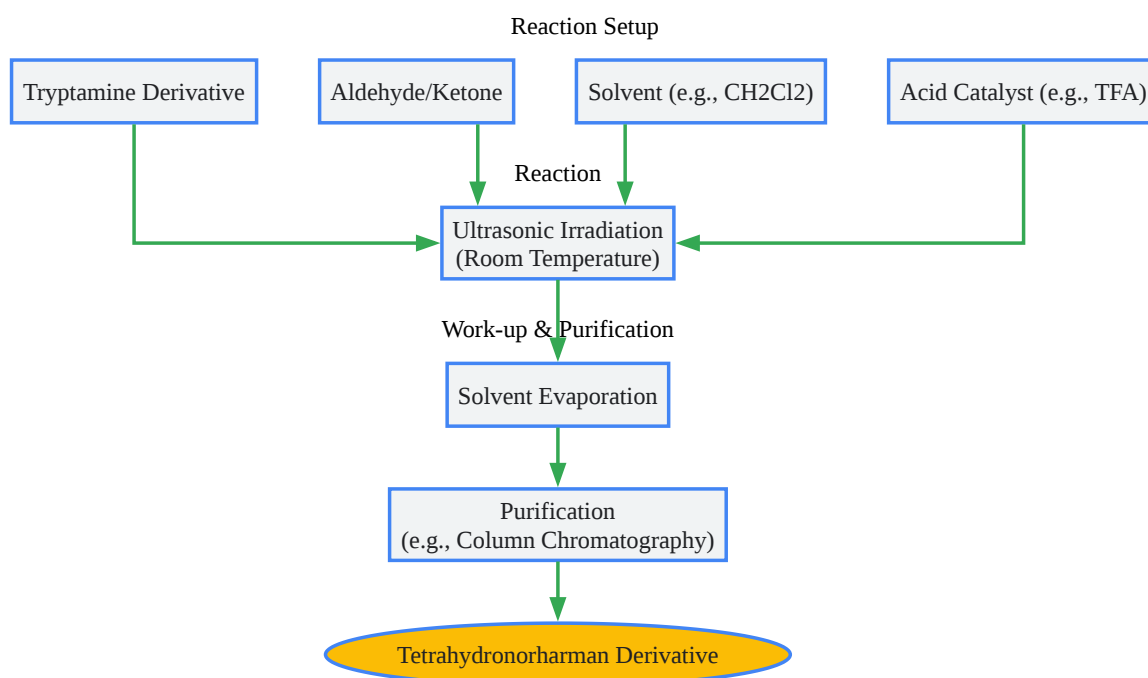 Reaction Setup
Tryptamine Derivative
Aldehyde/Ketone
Solvent (e.g., CH2Cl2)
Acid Catalyst (e.g., TFA)
Reaction
Ultrasonic Irradiation
(Room Temperature)
Work-up & Purification
Solvent Evaporation
Purification
(e.g., Column Chromatography)
Tetrahydronorharman Derivative